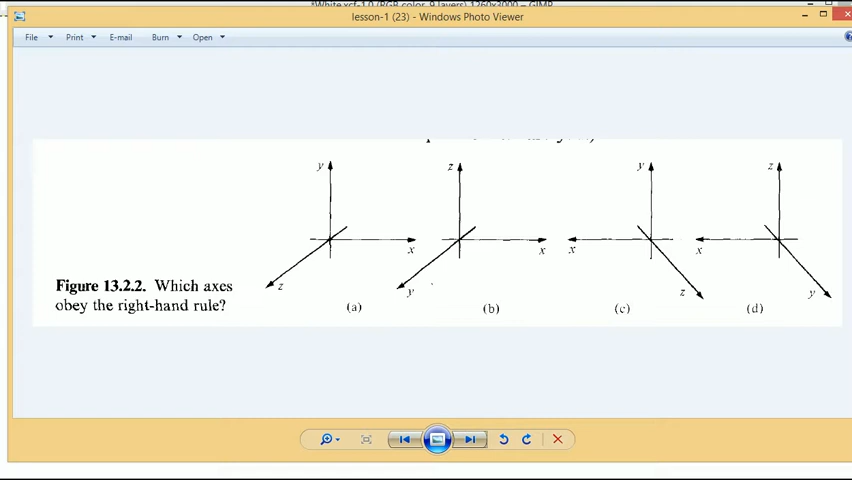 *White.xcf-1.0 (RGB color, 9 layers) 1260x3000 – GIMP
lesson-1 (23) - Windows Photo Viewer
File Print E-mail Burn Open
y z y z
x x x x
Figure 13.2.2. Which axes
obey the right-hand rule?
z y z y
(a) (b) (c) (d)